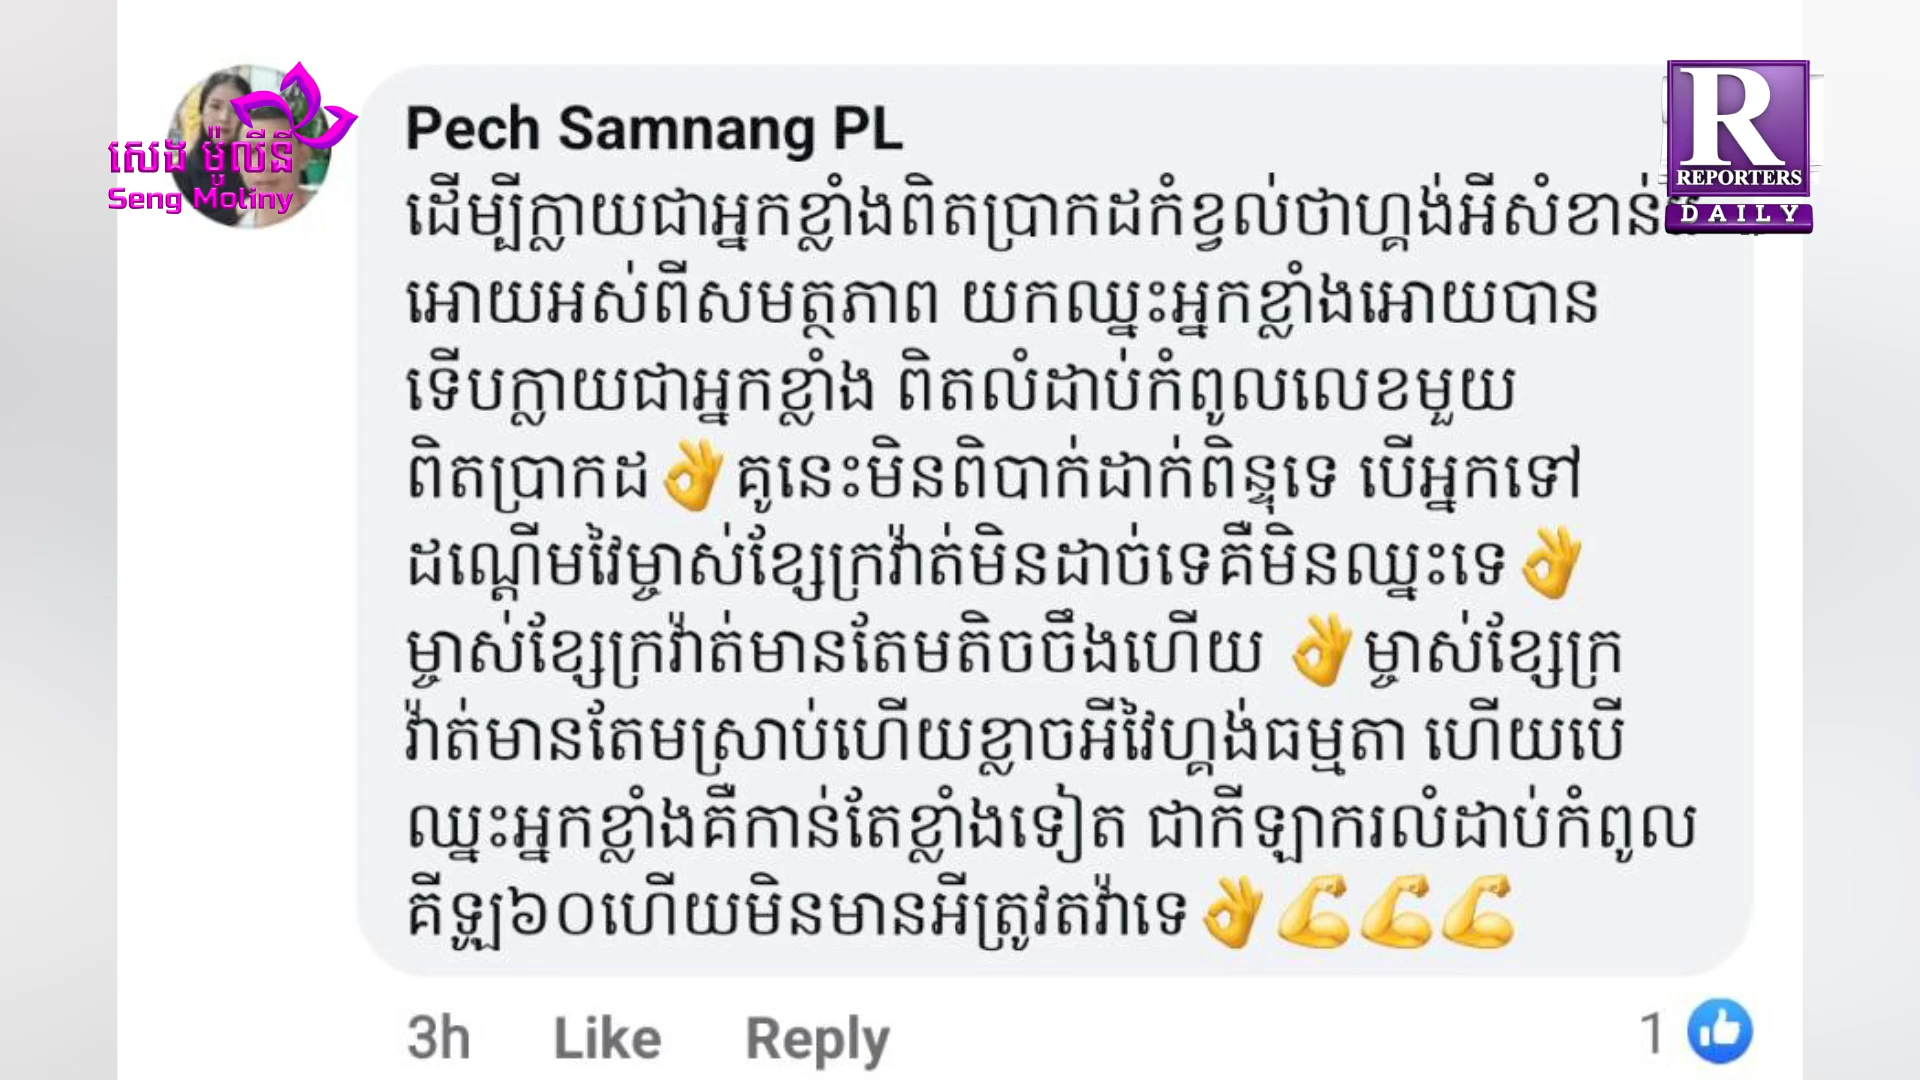 Pech Samnang PL
សេង ម៉ូលីនី
Seng Moliny
R
REPORTERS
DAILY
ដើម្បីក្លាយជាអ្នកខ្លាំងពិតប្រាកដកំខ្វល់ថាហ្គង់អីសំខាន់
អោយអស់ពីសមត្ថភាព យកឈ្នះអ្នកខ្លាំងអោយបាន
ទើបក្លាយជាអ្នកខ្លាំង ពិតលំដាប់កំពូលលេខមួយ
ពិតប្រាកដ👌គូនេះមិនពិបាក់ដាក់ពិន្ទុទេ បើអ្នកទៅ
ដណ្ដើមវៃម្ចាស់ខ្សែក្រវ៉ាត់មិនដាច់ទេគឺមិនឈ្នះទេ👌
ម្ចាស់ខ្សែក្រវ៉ាត់មានតែមតិចចឹងហើយ 👌ម្ចាស់ខ្សែក្រ
វ៉ាត់មានតែមស្រាប់ហើយខ្លាចអីវៃហ្គង់ធម្មតា ហើយបើ
ឈ្នះអ្នកខ្លាំងគឺកាន់តែខ្លាំងទៀត ជាកីឡាករលំដាប់កំពូល
គីឡូ៦០ហើយមិនមានអីត្រូវតវ៉ាទេ👌💪💪💪
3h Like Reply 1